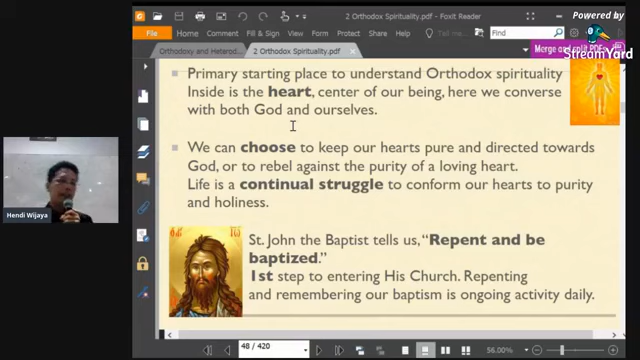 2 Orthodox Spirituality.pdf - Foxit Reader
Powered by
StreamYard
File Home Comment View Form Protect Share Help Tell me Find
Orthodoxy and Heterod...
2 Orthodox Spirituality.pdf
Merge and split PDF
Primary starting place to understand Orthodox spirituality
Inside is the heart, center of our being, here we converse
with both God and ourselves.
We can choose to keep our hearts pure and directed towards
God, or to rebel against the purity of a loving heart.
Life is a continual struggle to conform our hearts to purity
and holiness.
St. John the Baptist tells us, “Repent and be
baptized.”
1st step to entering His Church. Repenting
and remembering our baptism is ongoing activity daily.
Hendi Wijaya
48 / 420
56.00%